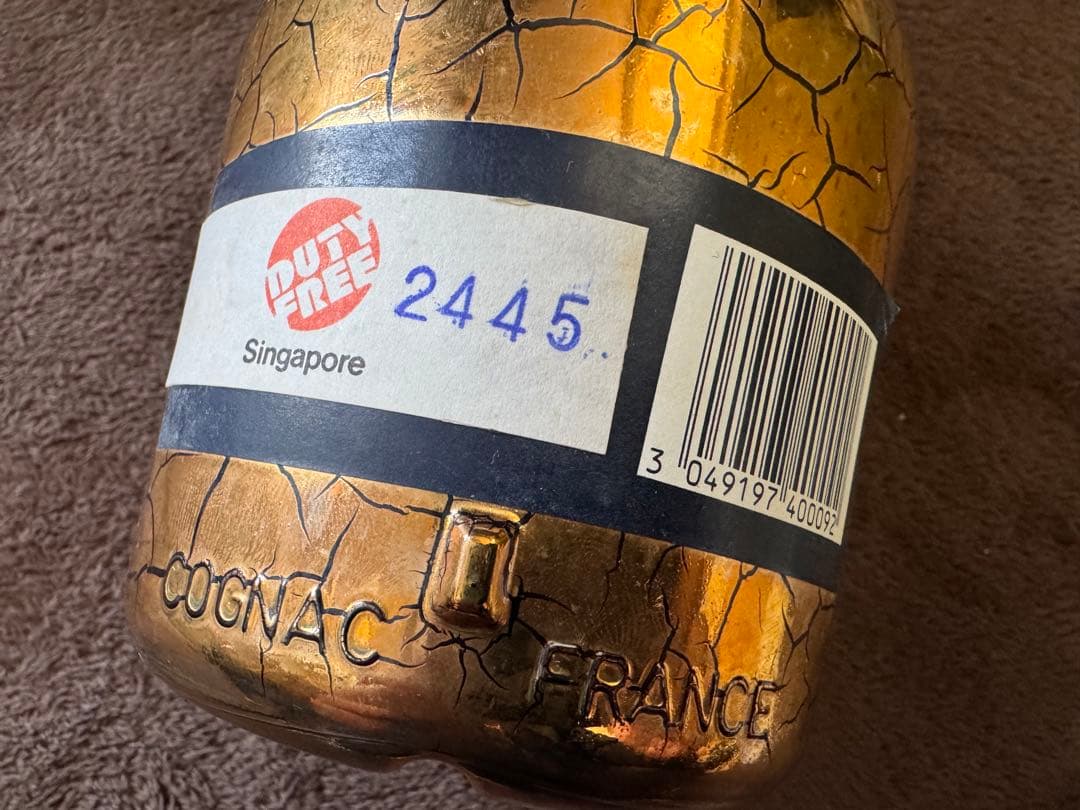 DUTY
FREE
Singapore
2445
3 049197 400092
COGNAC FRANCE